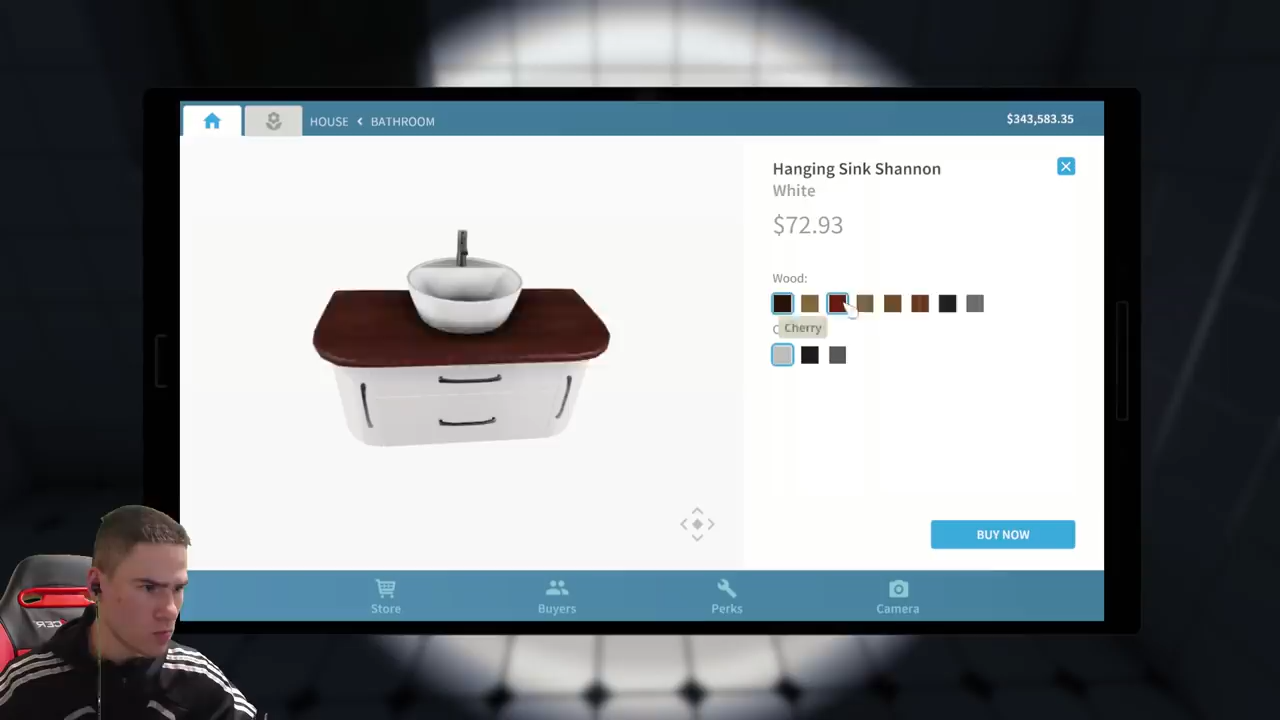 HOUSE < BATHROOM
$343,583.35
Hanging Sink Shannon
White
$72.93
Wood:
Cherry
BUY NOW
Store
Buyers
Perks
Camera